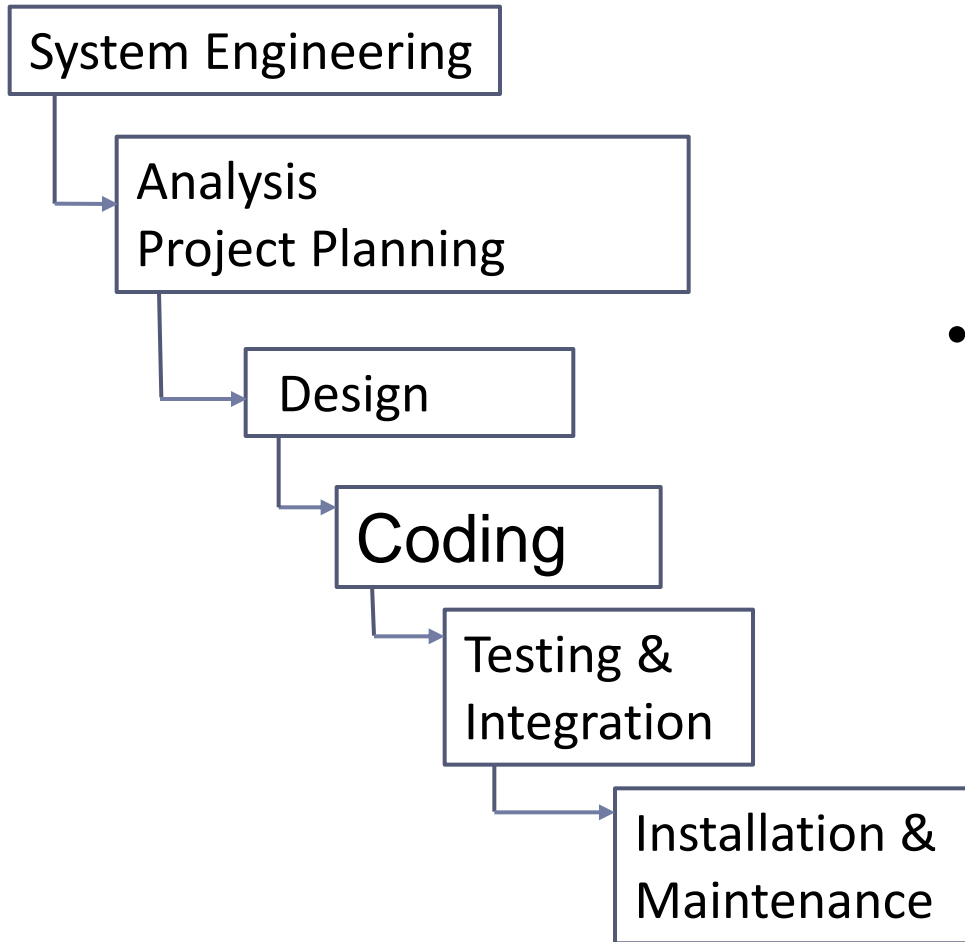 System Engineering
Analysis
Project Planning
•
Design
Coding
Testing &
Integration
Installation &
Maintenance